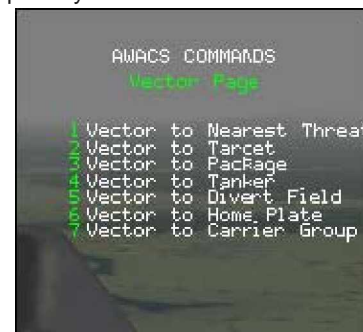 AWACS COMMANDS
Vector Page
1 Vector to Nearest Threat
2 Vector to Target
3 Vector to Package
4 Vector to Tanker
5 Vector to Divert Field
6 Vector to Home Plate
7 Vector to Carrier Group